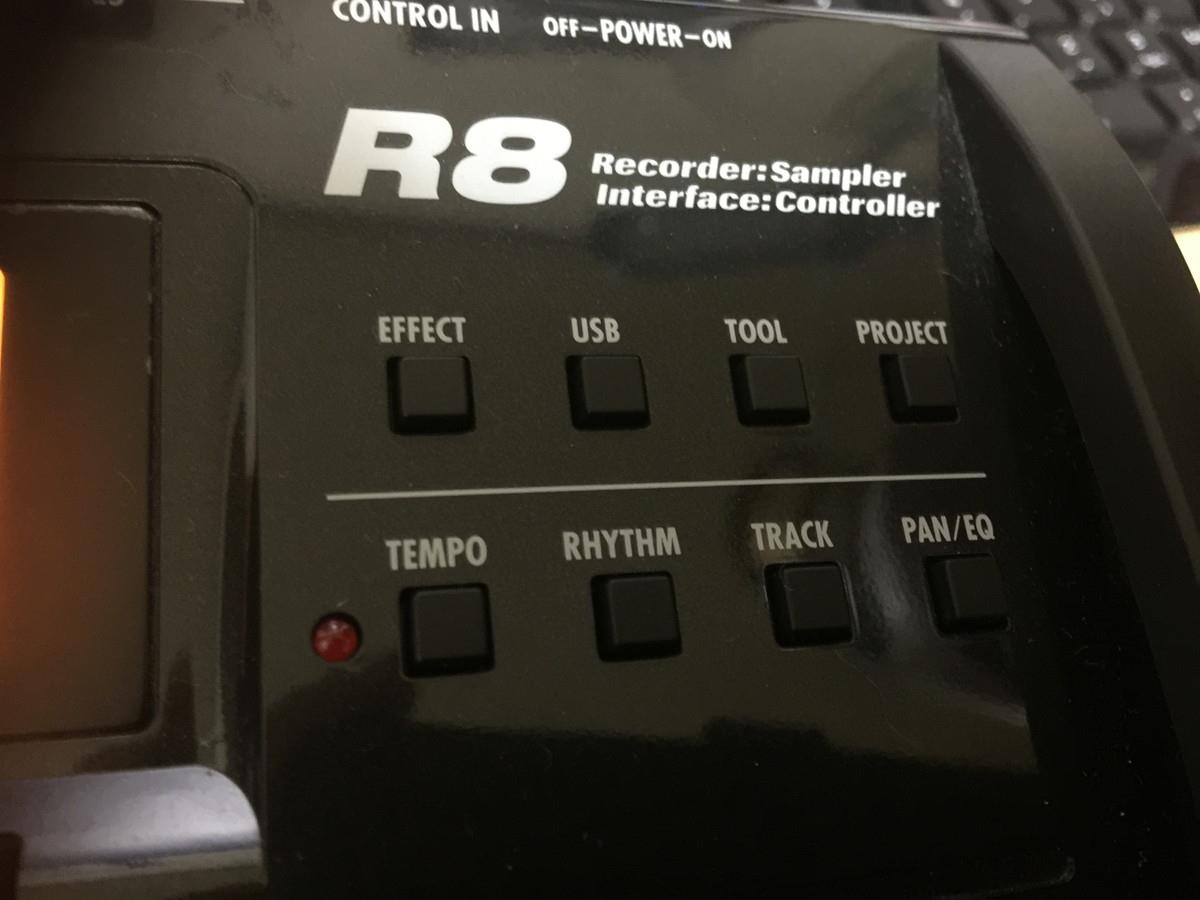 CONTROL IN OFF-POWER-ON
R8 Recorder:Sampler
Interface:Controller
EFFECT USB TOOL PROJECT
TEMPO RHYTHM TRACK PAN/EQ